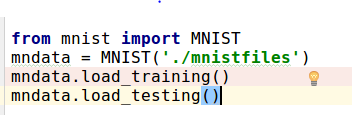 from mnist import MNIST
mndata = MNIST('./mnistfiles')
mndata.load_training()
mndata.load_testing()